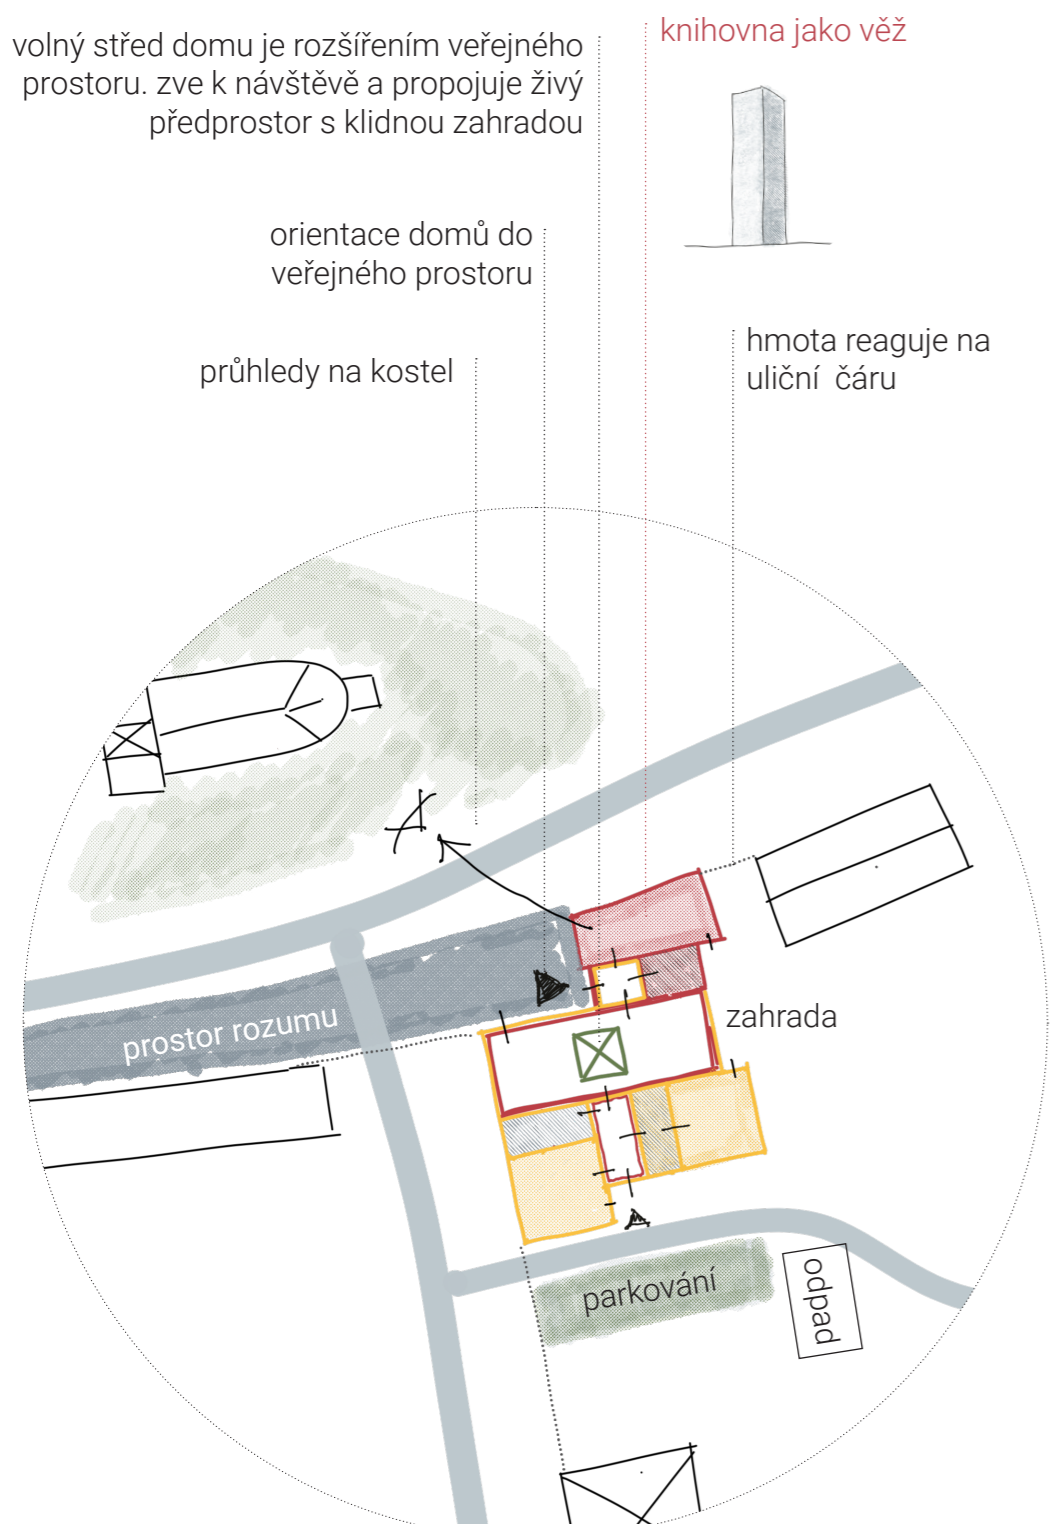 knihovna jako věž
volný střed domu je rozšířením veřejného
prostoru. zve k návštěvě a propojuje živý
předprostor s klidnou zahradou
orientace domů do
veřejného prostoru
hmota reaguje na
uliční čáru
průhledy na kostel
prostor rozumu
zahrada
parkování
odpad